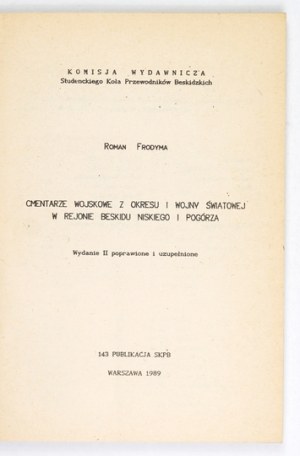 KOMISJA WYDAWNICZA
Studenckiego Koła Przewodników Beskidzkich
ROMAN FRODYMA
CMENTARZE WOJSKOWE Z OKRESU I WOJNY ŚWIATOWEJ
W REJONIE BESKIDU NISKIEGO I POGÓRZA
Wydanie II poprawione i uzupełnione
143 PUBLIKACJA SKPB
WARSZAWA 1989